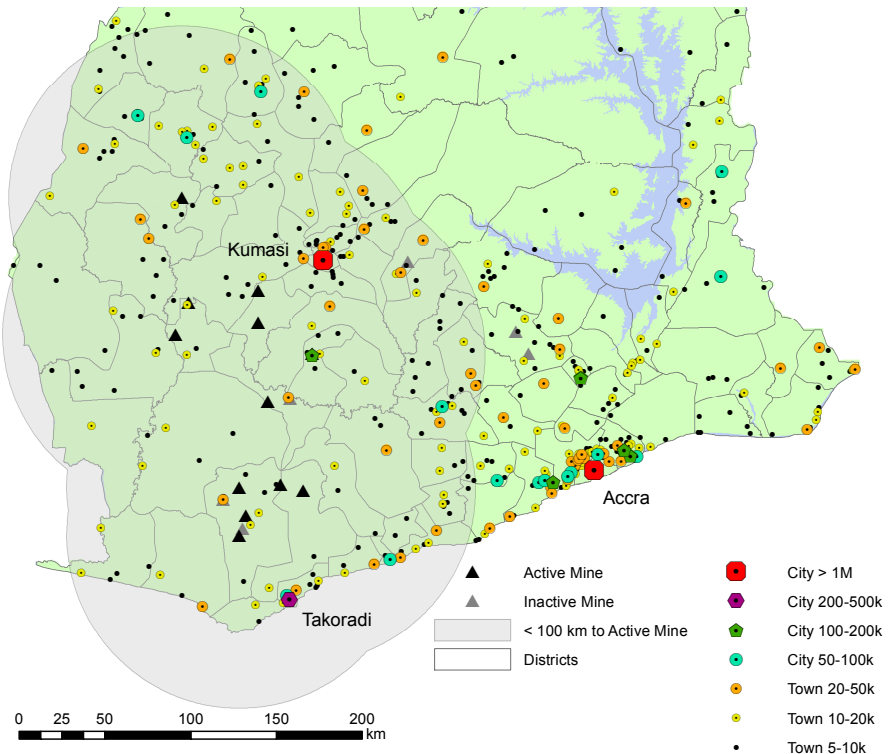 Kumasi
Accra
Takoradi
Active Mine
Inactive Mine
< 100 km to Active Mine
Districts
City > 1M
City 200-500k
City 100-200k
City 50-100k
Town 20-50k
Town 10-20k
Town 5-10k
0 25 50 100 150 200
km